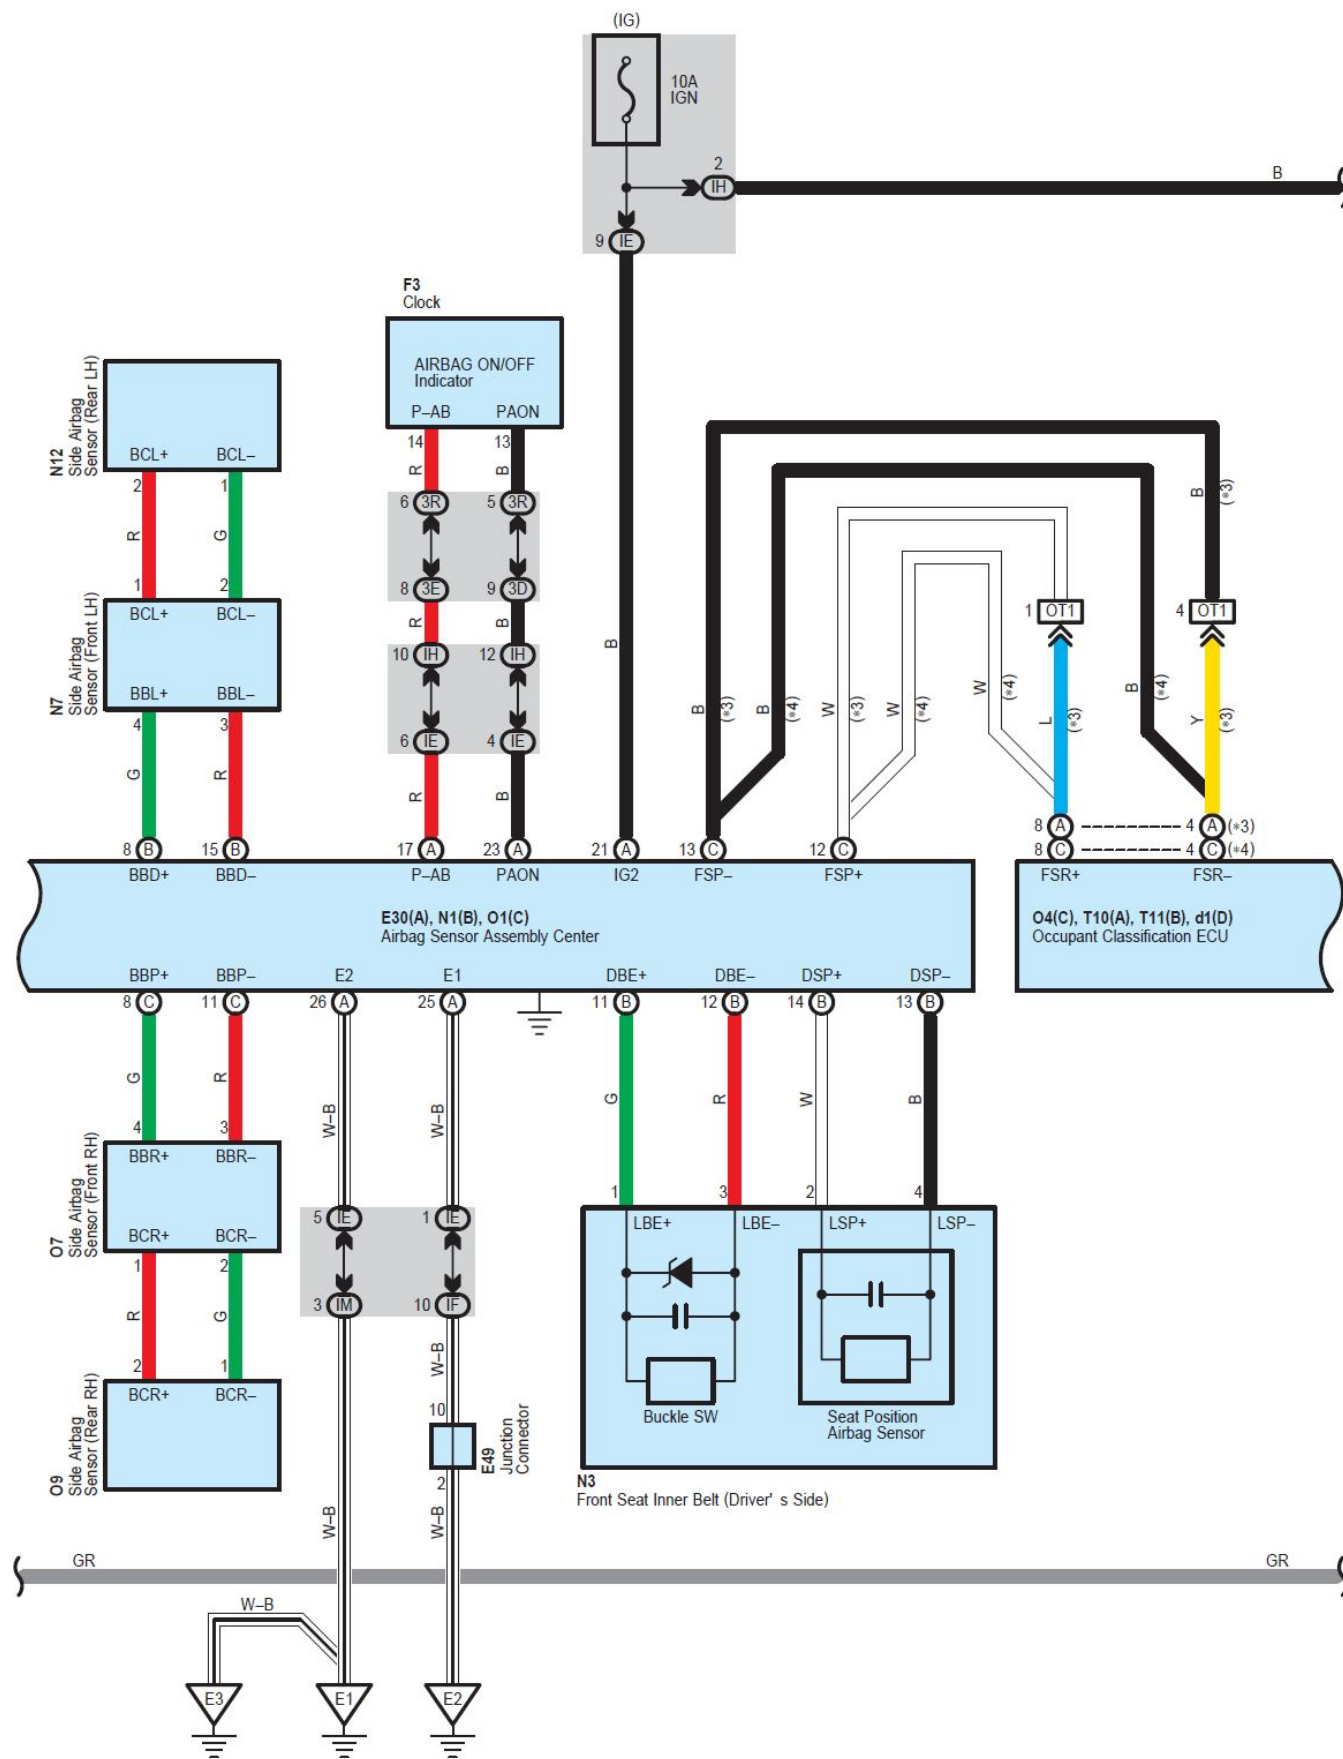 (IG)
10A
IGN
2
IH
B
9 IE
F3
Clock
AIRBAG ON/OFF
Indicator
P–AB PAON
14 13
R B
6 3R 5 3R
8 3E 9 3D
R B
10 IH 12 IH
6 IE 4 IE
R B
17 A 23 A
N12
Side Airbag
Sensor (Rear LH)
BCL+ BCL–
2 1
R G
1 2
N7
Side Airbag
Sensor (Front LH)
BCL+ BCL–
BBL+ BBL–
4 3
G R
8 B 15 B
B
21 A
B (∗3)
B (∗4)
W (∗3)
W (∗4)
W (∗4)
L (∗3)
B (∗4)
Y (∗3)
B (∗3)
1 OT1
4 OT1
13 C 12 C
8 A 4 A (∗3)
8 C 4 C (∗4)
BBD+ BBD– P–AB PAON IG2 FSP– FSP+
FSR+ FSR–
E30(A), N1(B), O1(C)
Airbag Sensor Assembly Center
O4(C), T10(A), T11(B), d1(D)
Occupant Classification ECU
BBP+ BBP– E2 E1 DBE+ DBE– DSP+ DSP–
8 C 11 C 26 A 25 A 11 B 12 B 14 B 13 B
G R W–B W–B G R W B
4 3
O7
Side Airbag
Sensor (Front RH)
BBR+ BBR–
BCR+ BCR–
1 2
R G
2 1
O9
Side Airbag
Sensor (Rear RH)
BCR+ BCR–
5 IE 1 IE
3 IM 10 IF
W–B
10
E49
Junction
Connector
2
W–B W–B
1 3 2 4
LBE+ LBE– LSP+ LSP–
Buckle SW
Seat Position
Airbag Sensor
N3
Front Seat Inner Belt (Driver' s Side)
GR GR
W–B
E3 E1 E2